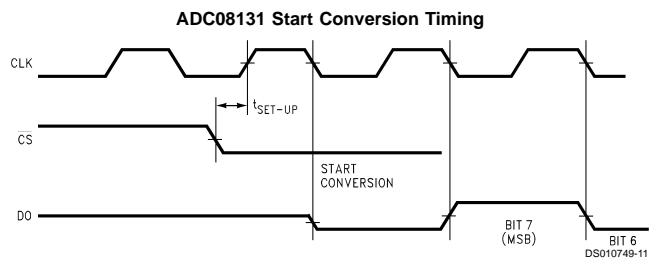 ADC08131 Start Conversion Timing
CLK
tSET-UP
CS
START
CONVERSION
DO
BIT 7
(MSB)
BIT 6
DS010749-11